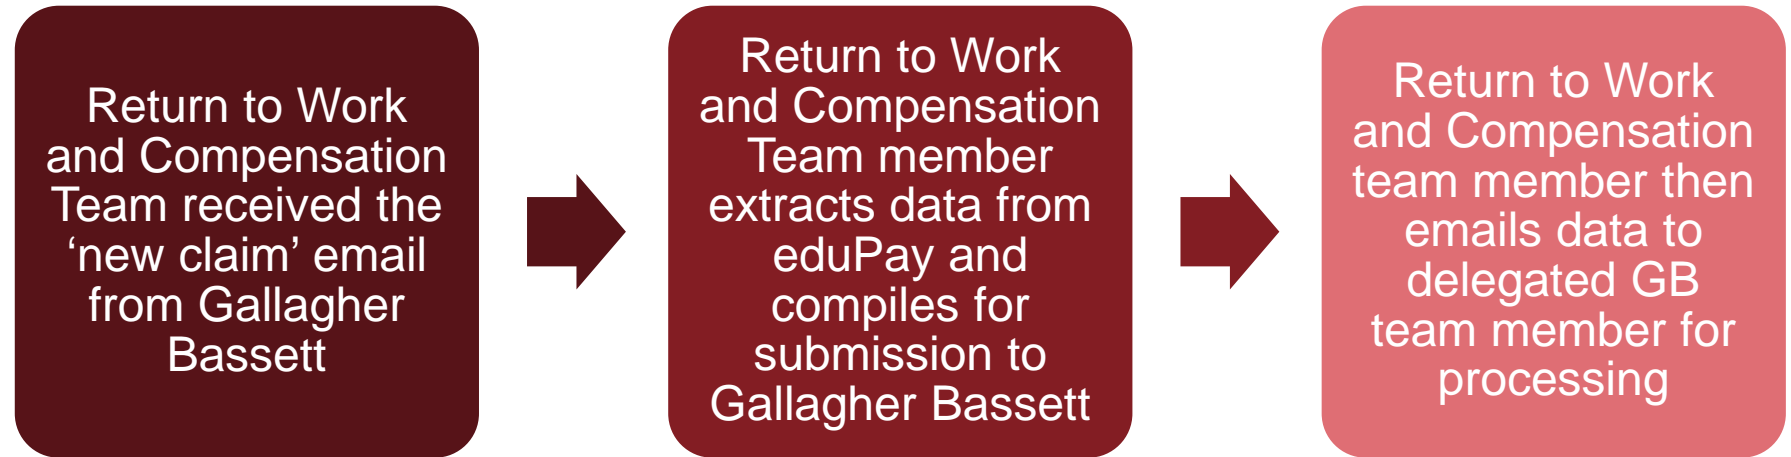 Return to Work
and Compensation
Team received the
‘new claim’ email
from Gallagher
Bassett
Return to Work
and Compensation
Team member
extracts data from
eduPay and
compiles for
submission to
Gallagher Bassett
Return to Work
and Compensation
team member then
emails data to
delegated GB
team member for
processing